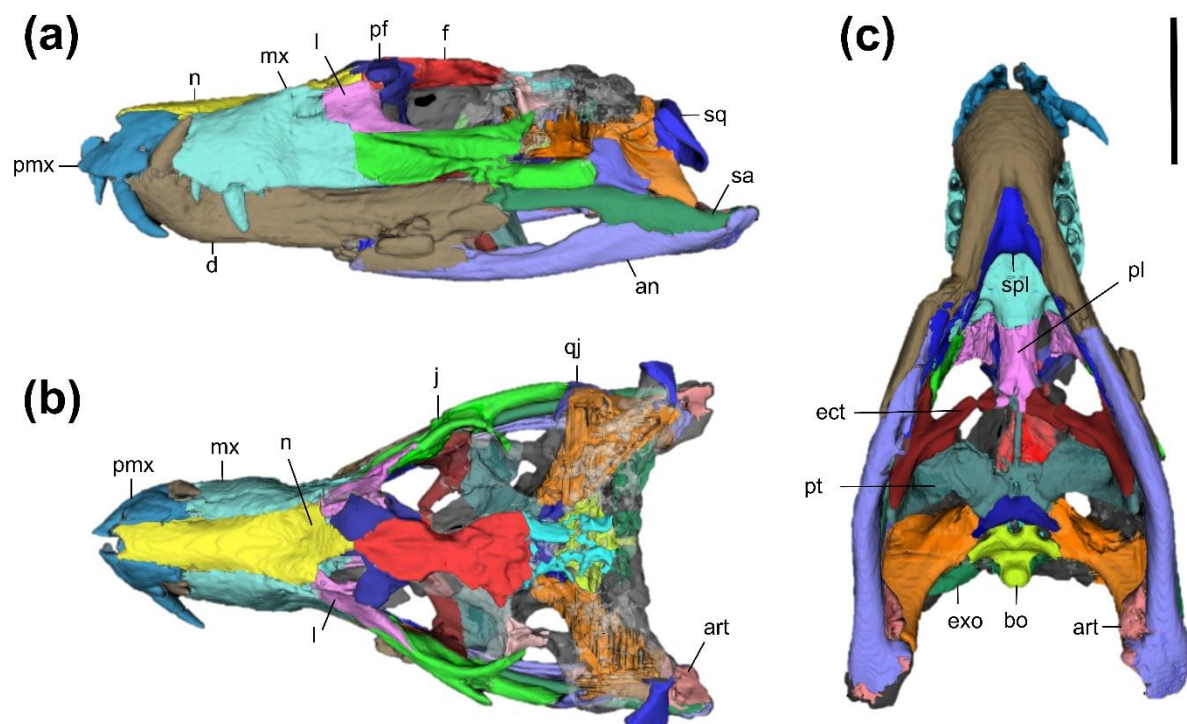 (a)
n
mx
l
pf
f
sq
pmx
sa
d
an
(b)
pmx
mx
n
j
qj
l
art
(c)
spl
pl
ect
pt
exo
bo
art